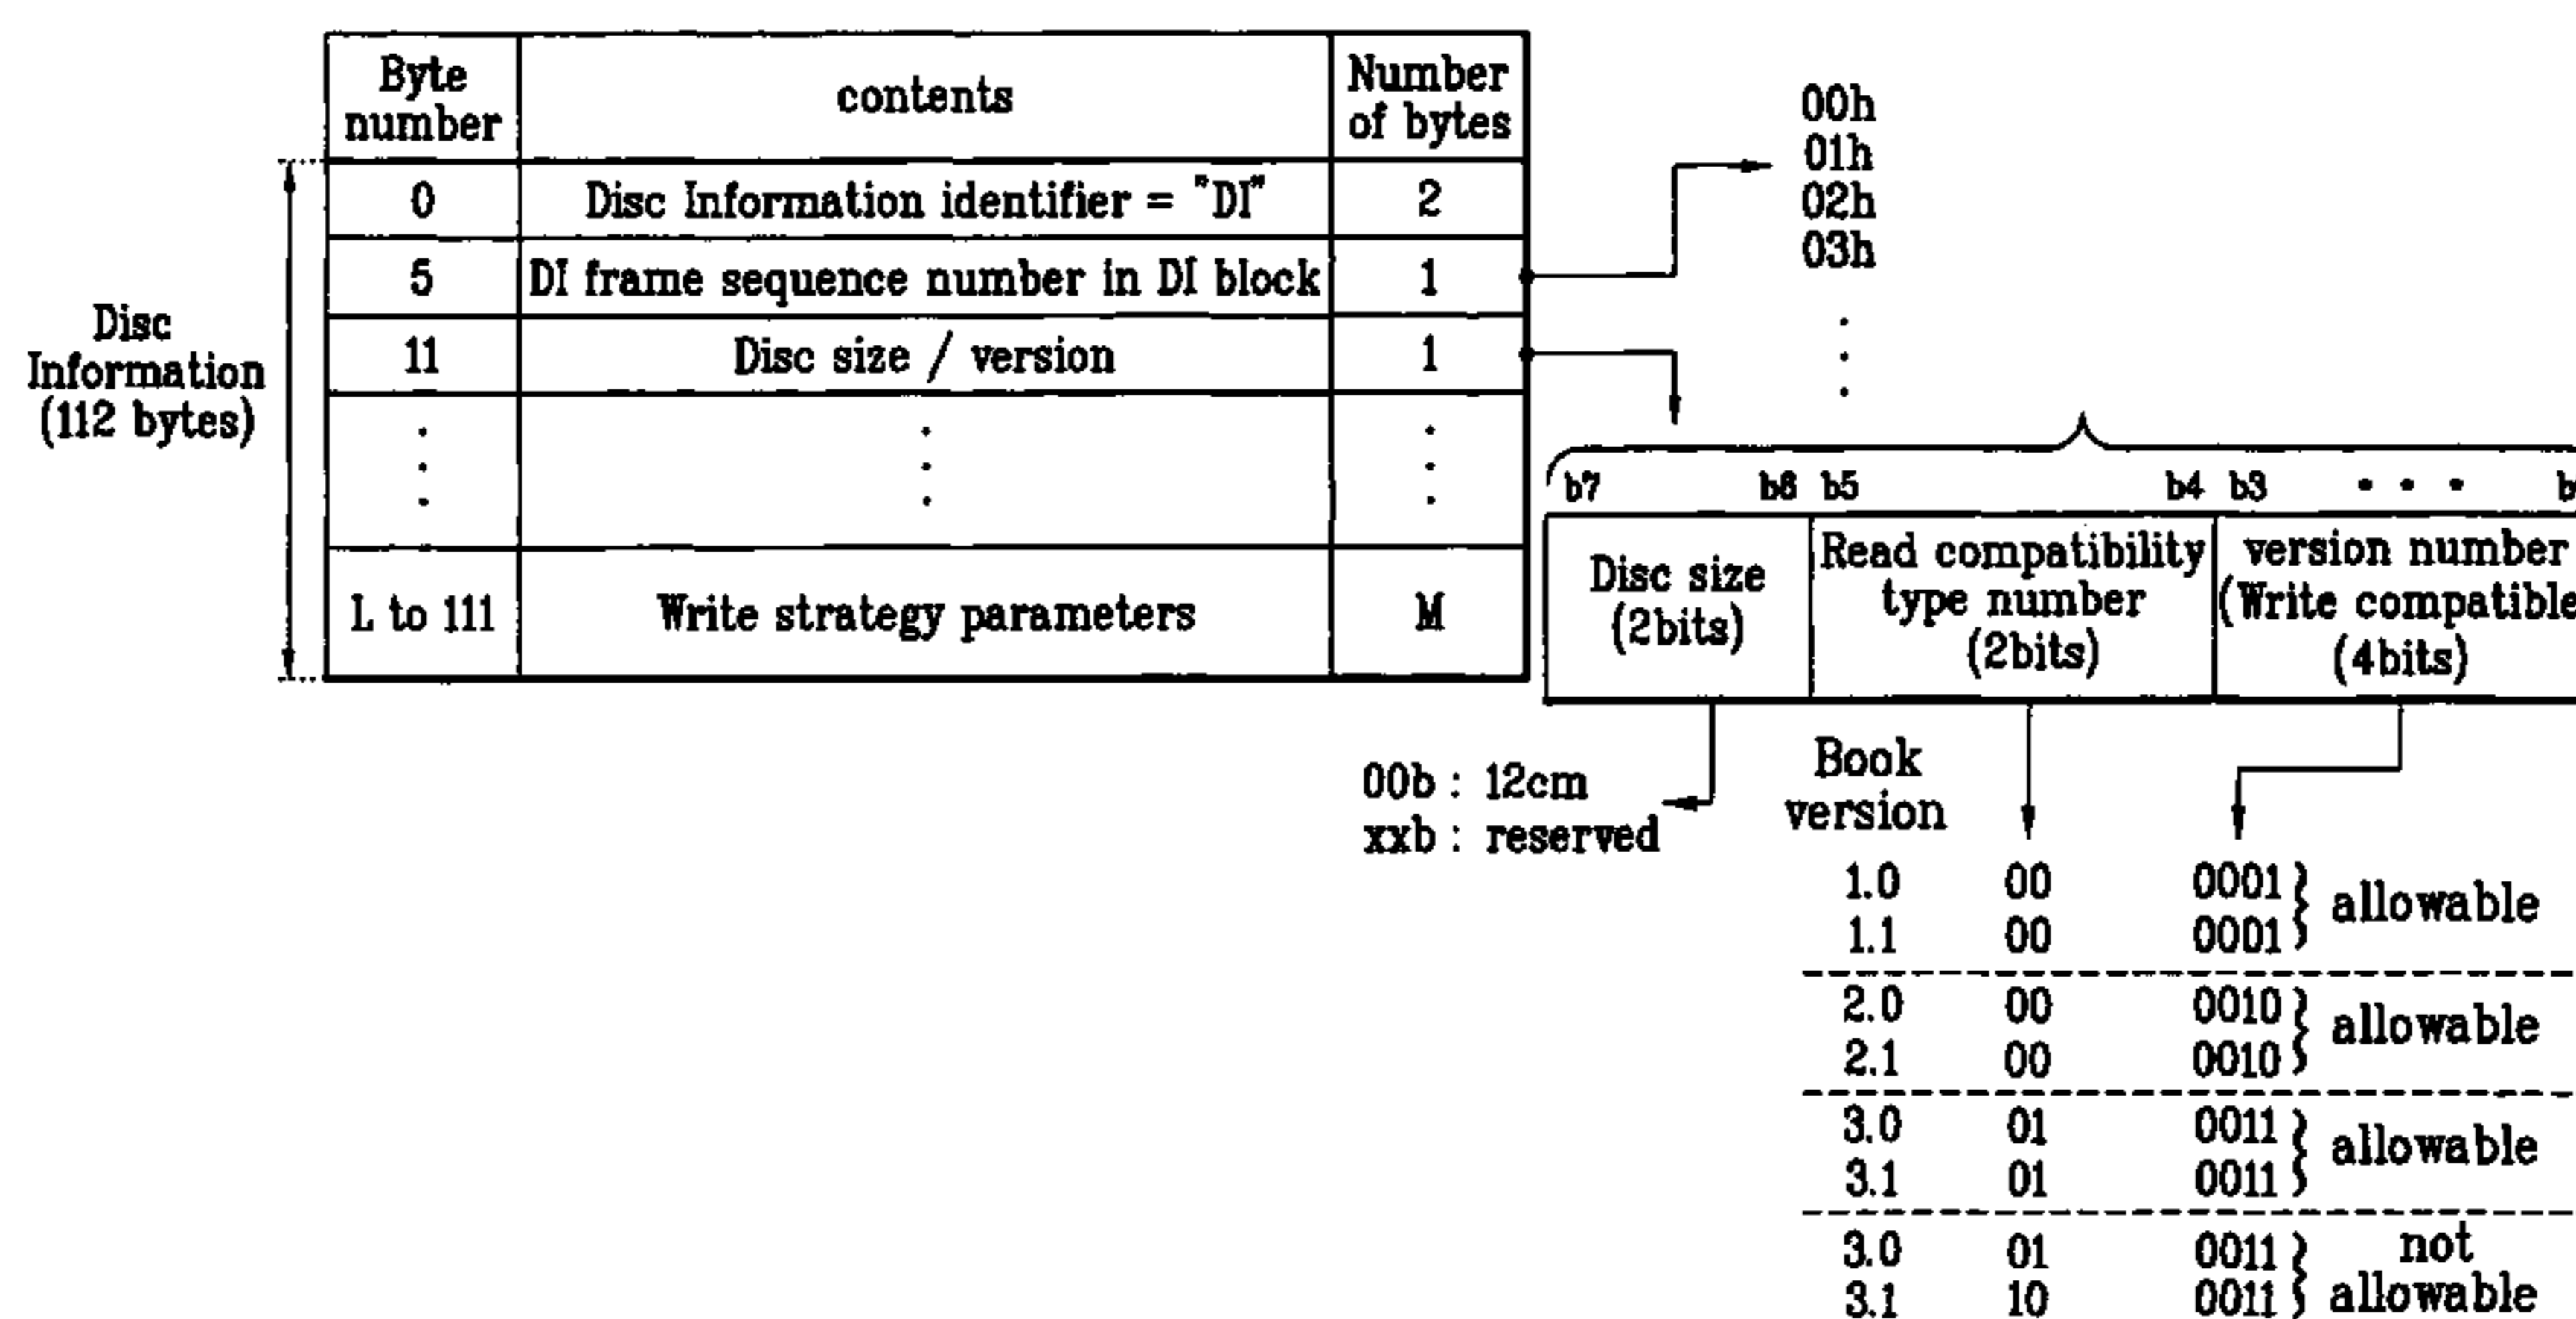 Byte number
contents
Number of bytes
0
Disc Information identifier = "DI"
2
5
DI frame sequence number in DI block
1
11
Disc size / version
1
L to 111
Write strategy parameters
M
Disc
Information
(112 bytes)
00h
01h
02h
03h
b7 b6 b5 b4 b3
Disc size
(2bits)
Read compatibility
type number
(2bits)
version number
(Write compatible
(4bits)
00b : 12cm
xxb : reserved
Book
version
1.0 00 0001 allowable
1.1 00 0001
2.0 00 0010 allowable
2.1 00 0010
3.0 01 0011 allowable
3.1 01 0011
3.0 01 0011 not
3.1 10 0011 allowable